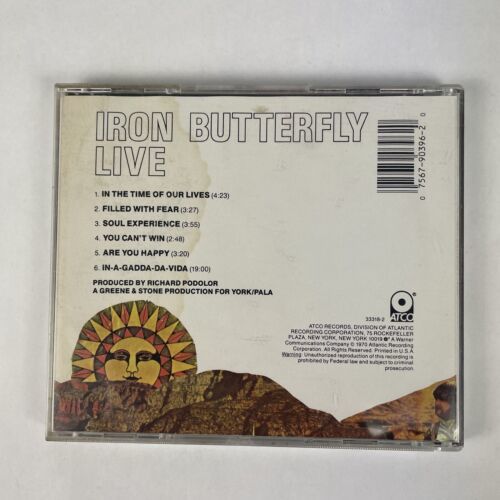 IRON BUTTERFLY
LIVE
1. IN THE TIME OF OUR LIVES (4:23)
2. FILLED WITH FEAR (3:27)
3. SOUL EXPERIENCE (3:55)
4. YOU CAN'T WIN (2:48)
5. ARE YOU HAPPY (3:20)
6. IN-A-GADDA-DA-VIDA (19:00)
PRODUCED BY RICHARD PODOLOR
A GREENE & STONE PRODUCTION FOR YORK/PALA
0 7567-90396-2 0
ATCO
33318-2
ATCO RECORDS, DIVISION OF ATLANTIC
RECORDING CORPORATION, 75 ROCKEFELLER
PLAZA, NEW YORK, NEW YORK 10019 ℗ A Warner
Communications Company © 1970 Atlantic Recording
Corporation. All Rights Reserved. Printed in U.S.A
Warning: Unauthorized reproduction of this recording is
prohibited by Federal law and subject to criminal
prosecution.